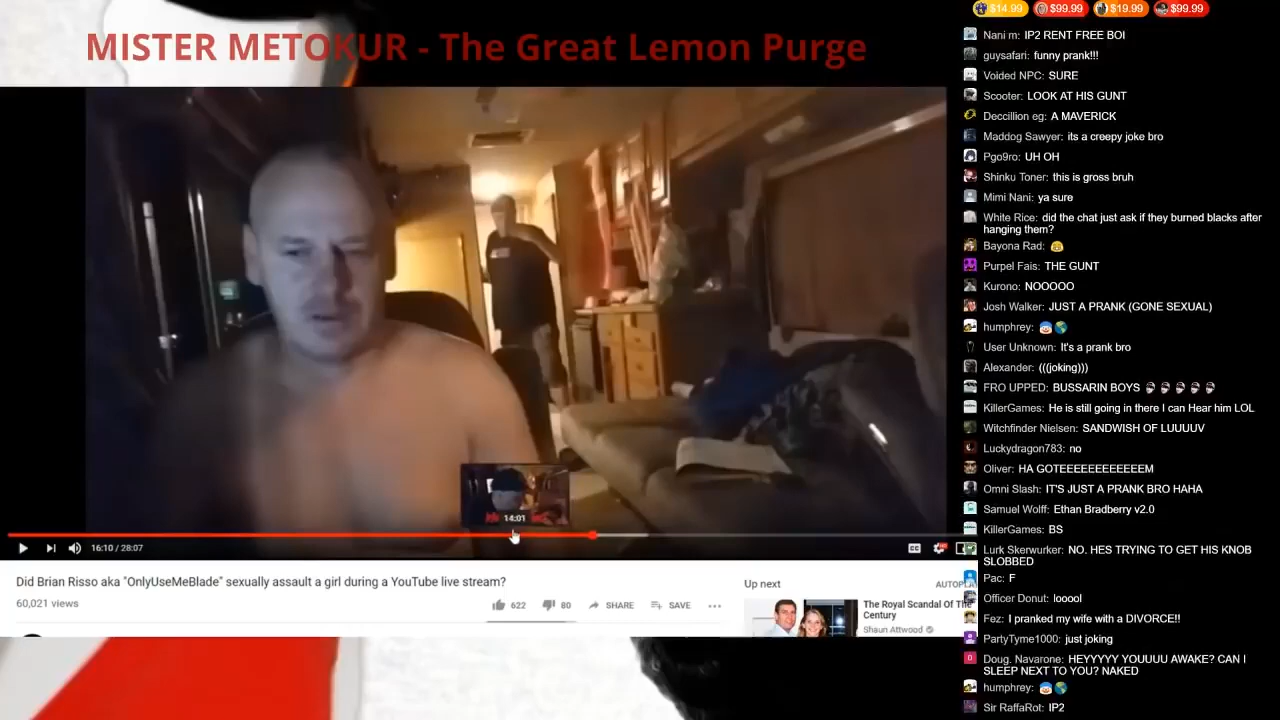 MISTER METOKUR - The Great Lemon Purge
14:01
16:10 / 28:07
CC
Did Brian Risso aka "OnlyUseMeBlade" sexually assault a girl during a YouTube live stream?
60,021 views
622
80
SHARE
SAVE
Up next
AUTOPLA
The Royal Scandal Of The
Century
Shaun Attwood
$14.99
$99.99
$19.99
$99.99
Nani m: IP2 RENT FREE BOI
guysafari: funny prank!!!
Voided NPC: SURE
Scooter: LOOK AT HIS GUNT
Deccillion eg: A MAVERICK
Maddog Sawyer: its a creepy joke bro
Pgo9ro: UH OH
Shinku Toner: this is gross bruh
Mimi Nani: ya sure
White Rice: did the chat just ask if they burned blacks after
hanging them?
Bayona Rad:
Purpel Fais: THE GUNT
Kurono: NOOOOO
Josh Walker: JUST A PRANK (GONE SEXUAL)
humphrey:
User Unknown: It's a prank bro
Alexander: (((joking)))
FRO UPPED: BUSSARIN BOYS
KillerGames: He is still going in there I can Hear him LOL
Witchfinder Nielsen: SANDWISH OF LUUUUV
Luckydragon783: no
Oliver: HA GOTEEEEEEEEEEEM
Omni Slash: IT'S JUST A PRANK BRO HAHA
Samuel Wolff: Ethan Bradberry v2.0
KillerGames: BS
Lurk Skerwurker: NO. HES TRYING TO GET HIS KNOB
SLOBBED
Pac: F
Officer Donut: looool
Fez: I pranked my wife with a DIVORCE!!
PartyTyme1000: just joking
Doug. Navarone: HEYYYYY YOUUUU AWAKE? CAN I
SLEEP NEXT TO YOU? NAKED
humphrey:
Sir RaffaRot: IP2